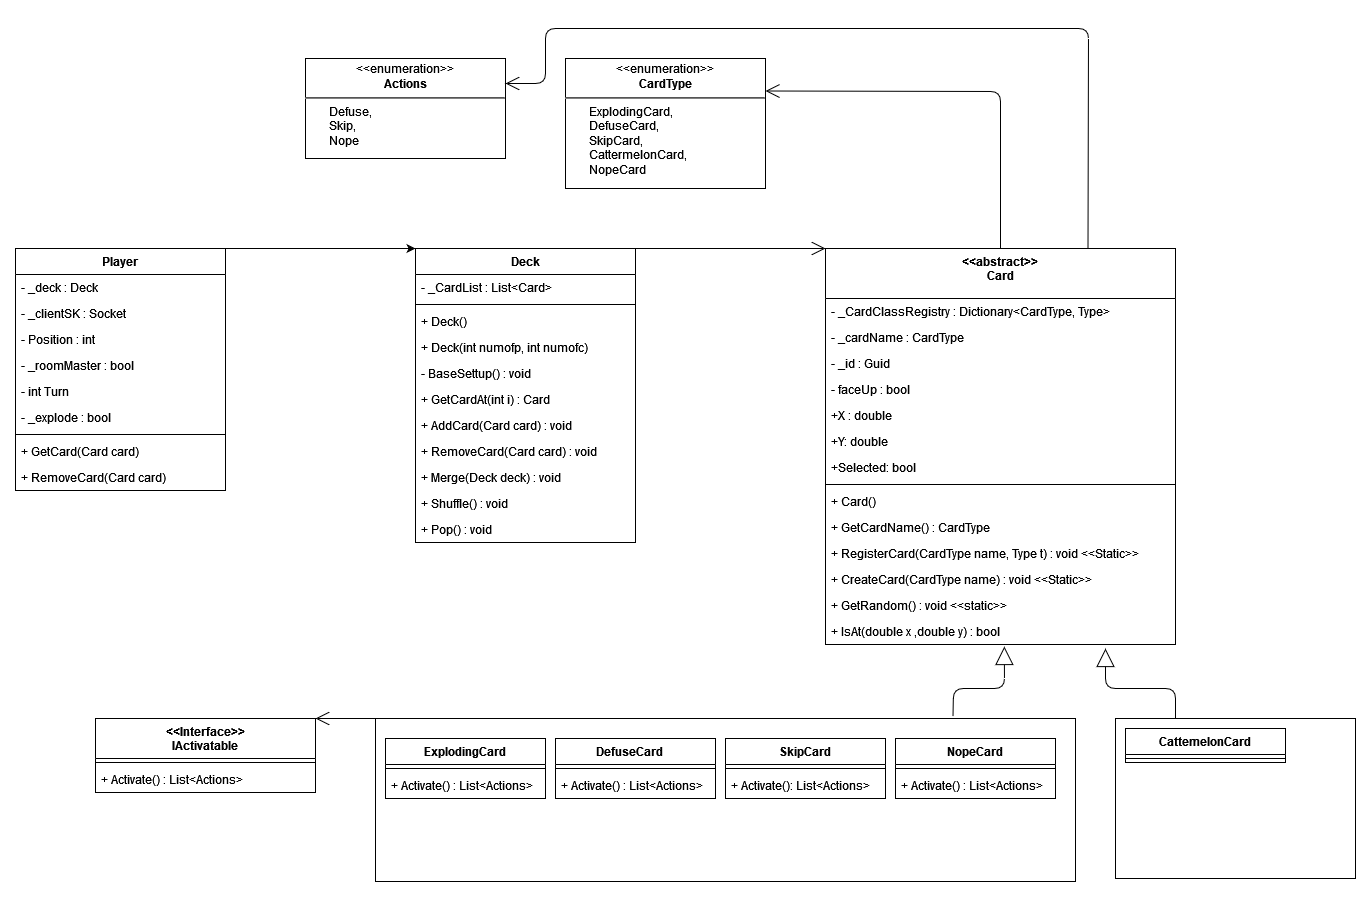 <<enumeration>>
Actions
Defuse,
Skip,
Nope
<<enumeration>>
CardType
ExplodingCard,
DefuseCard,
SkipCard,
CattermelonCard,
NopeCard
Player
- _deck : Deck
- _clientSK : Socket
- Position : int
- _roomMaster : bool
- int Turn
- _explode : bool
+ GetCard(Card card)
+ RemoveCard(Card card)
Deck
- _CardList : List<Card>
+ Deck()
+ Deck(int numofp, int numofc)
- BaseSettup() : void
+ GetCardAt(int i) : Card
+ AddCard(Card card) : void
+ RemoveCard(Card card) : void
+ Merge(Deck deck) : void
+ Shuffle() : void
+ Pop() : void
<<abstract>>
Card
- _CardClassRegistry : Dictionary<CardType, Type>
- _cardName : CardType
- _id : Guid
- faceUp : bool
+X : double
+Y: double
+Selected: bool
+ Card()
+ GetCardName() : CardType
+ RegisterCard(CardType name, Type t) : void <<Static>>
+ CreateCard(CardType name) : void <<Static>>
+ GetRandom() : void <<static>>
+ IsAt(double x ,double y) : bool
<<Interface>>
IActivatable
+ Activate() : List<Actions>
ExplodingCard
+ Activate() : List<Actions>
DefuseCard
+ Activate() : List<Actions>
SkipCard
+ Activate(): List<Actions>
NopeCard
+ Activate() : List<Actions>
CattemelonCard